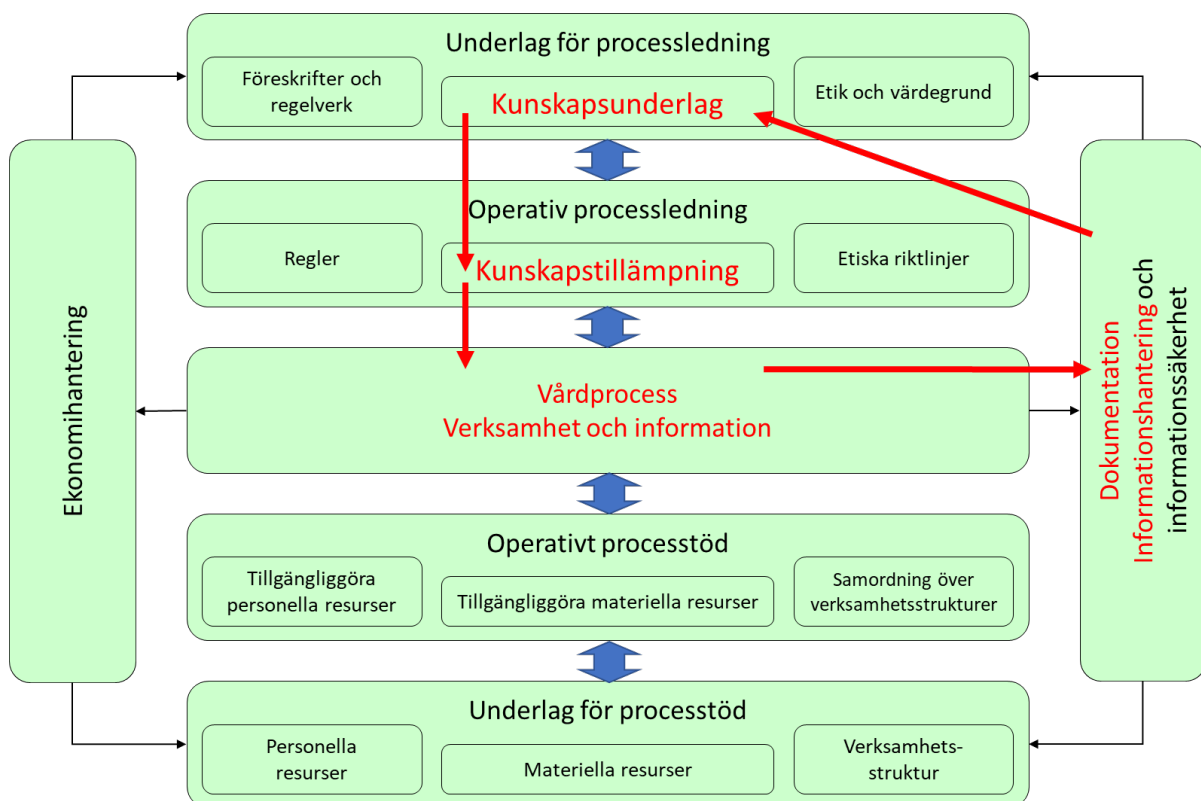 Underlag för processledning
Föreskrifter och
regelverk
Kunskapsunderlag
Etik och värdegrund
Operativ processledning
Regler
Kunskapstillämpning
Etiska riktlinjer
Ekonomihantering
Vårdprocess
Verksamhet och information
Dokumentation
Informationshantering och
informationssäkerhet
Operativt processtöd
Tillgängliggöra
personella resurser
Tillgängliggöra materiella resurser
Samordning över
verksamhetsstrukturer
Underlag för processtöd
Personella
resurser
Materiella resurser
Verksamhets-
struktur